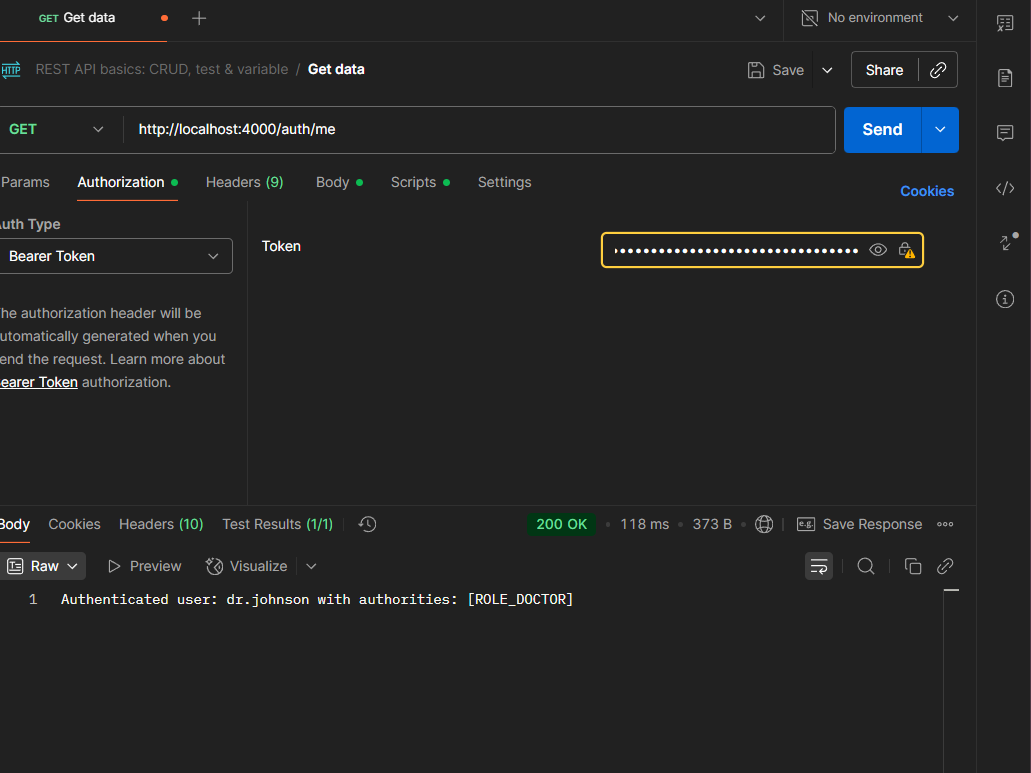 GET Get data
No environment
HTTP REST API basics: CRUD, test & variable / Get data
Save
Share
GET
http://localhost:4000/auth/me
Send
Params
Authorization
Headers (9)
Body
Scripts
Settings
Cookies
uth Type
Token
Bearer Token
he authorization header will be
utomatically generated when you
end the request. Learn more about
earer Token authorization.
Body
Cookies
Headers (10)
Test Results (1/1)
200 OK
118 ms
373 B
e.g. Save Response
Raw
Preview
Visualize
1 Authenticated user: dr.johnson with authorities: [ROLE_DOCTOR]